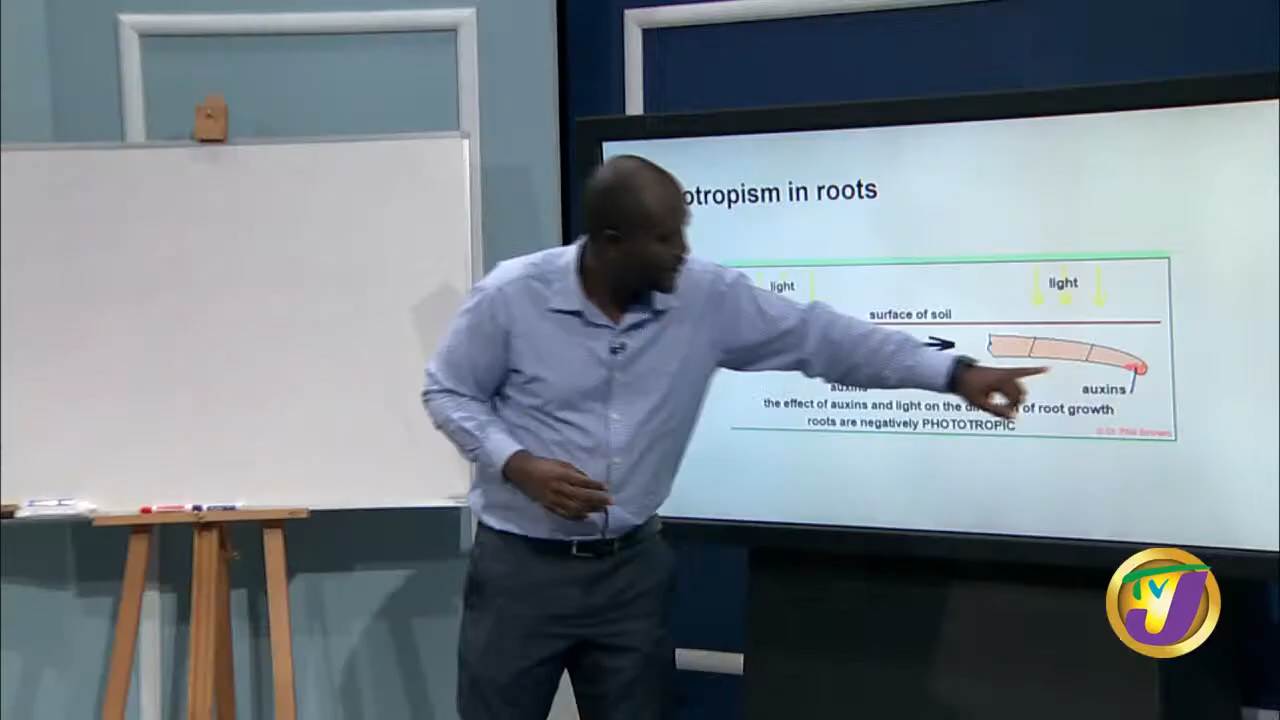 otropism in roots
light
light
surface of soil
auxins
auxins
the effect of auxins and light on the of root growth
roots are negatively PHOTOTROPIC
TVJ